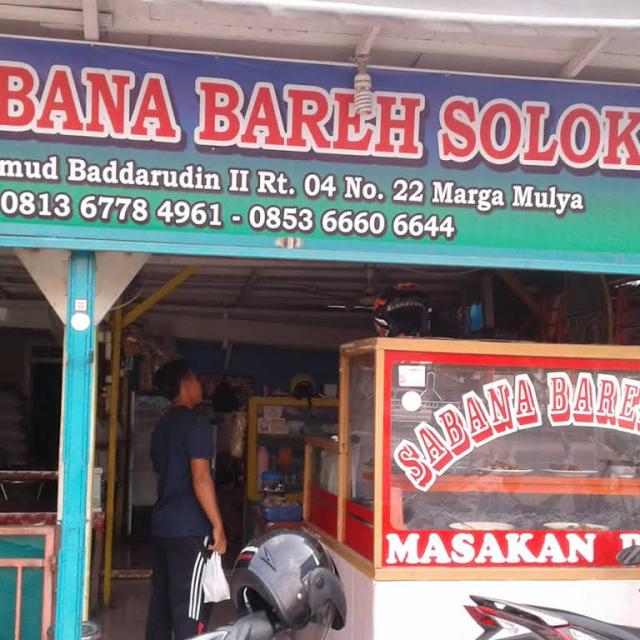 BANA BAREH SOLOK
mud Baddarudin II Rt. 04 No. 22 Marga Mulya
0813 6778 4961 - 0853 6660 6644
SABANA BARE
MASAKAN